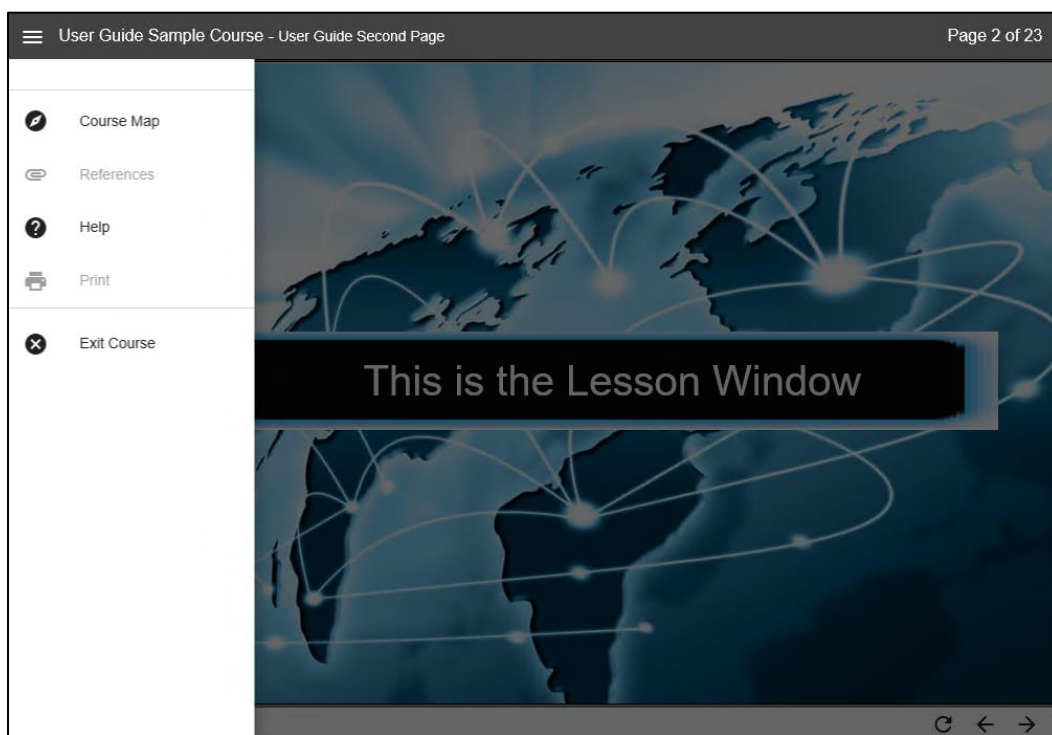 User Guide Sample Course - User Guide Second Page
Page 2 of 23
Course Map
References
Help
Print
Exit Course
This is the Lesson Window